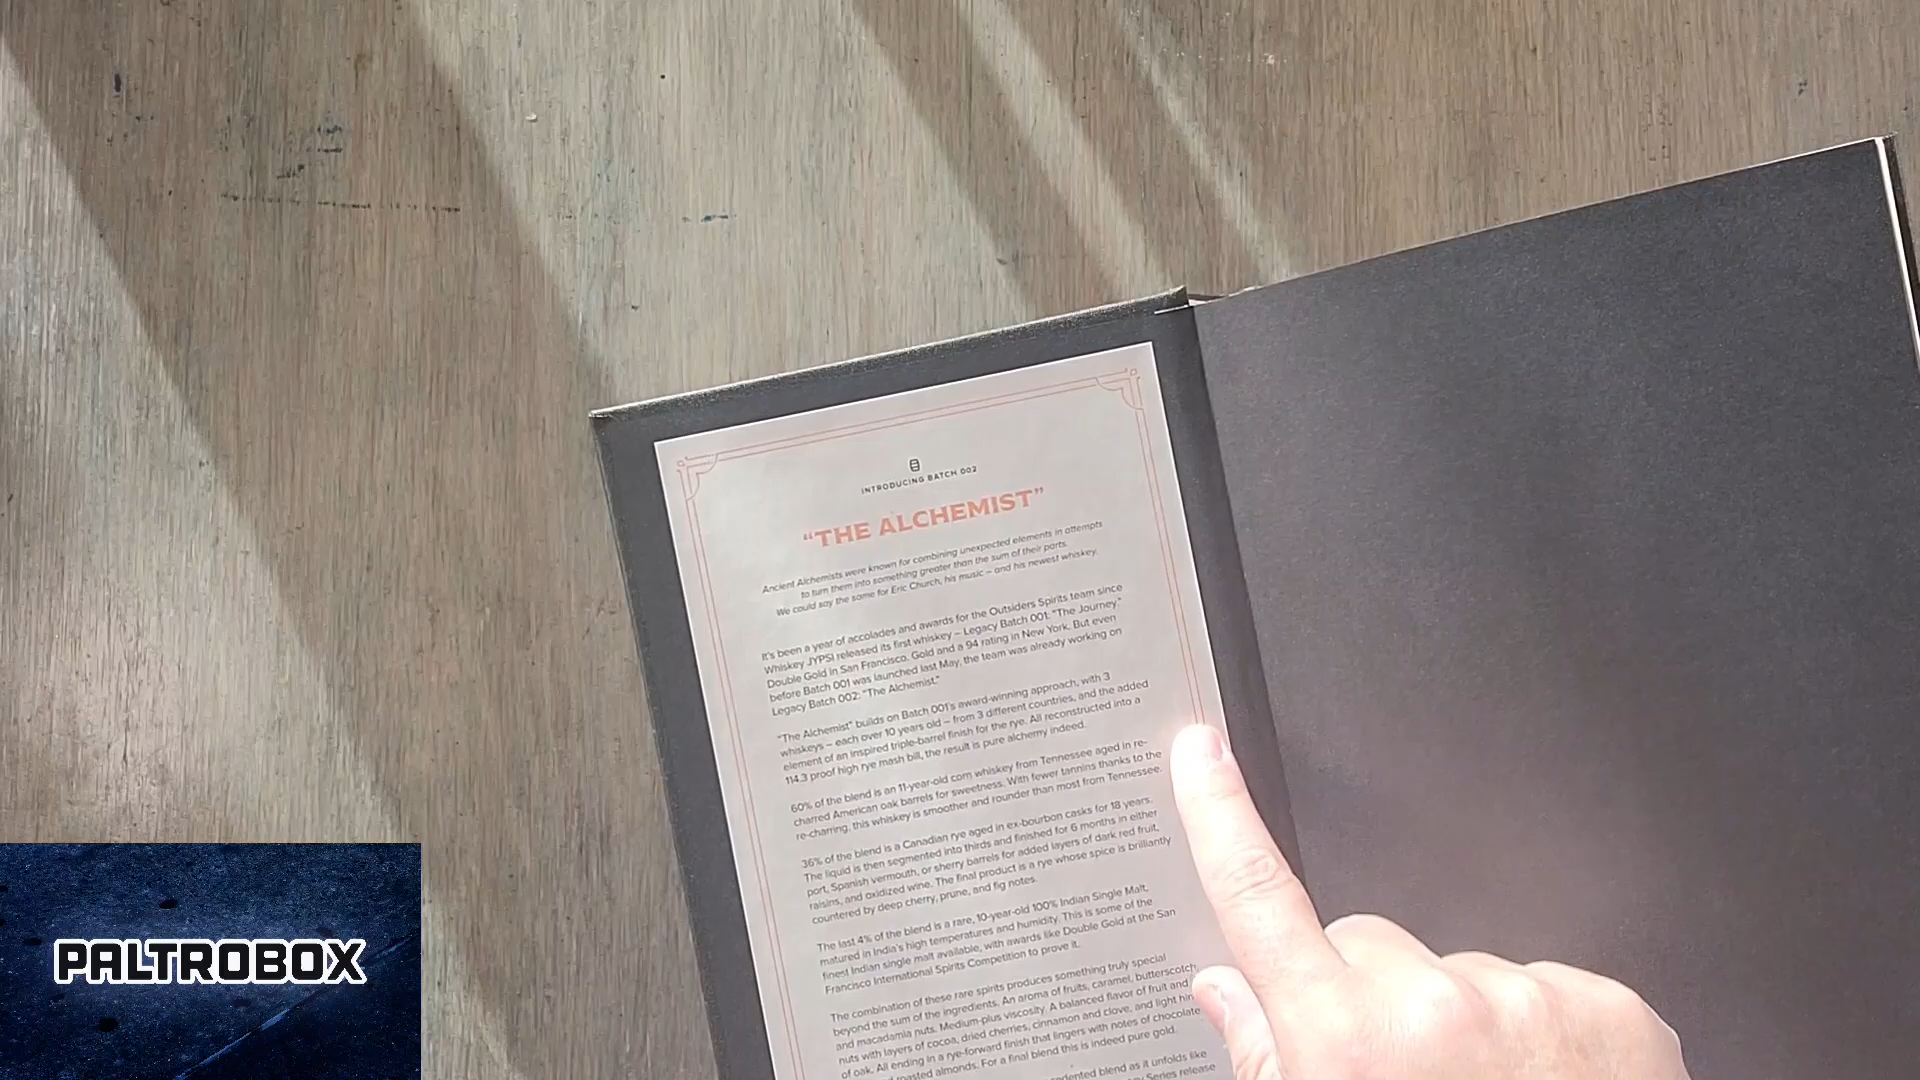 INTRODUCING BATCH 002
“THE ALCHEMIST”
Ancient Alchemists were known for combining unexpected elements in attempts
to turn them into something greater than the sum of their parts.
We could say the same for Eric Church, his music – and his newest whiskey.
It's been a year of accolades and awards for the Outsiders Spirits team since
Whiskey JYPSI released its first whiskey – Legacy Batch 001: “The Journey.”
Double Gold in San Francisco. Gold and a 94 rating in New York. But even
before Batch 001 was launched last May, the team was already working on
Legacy Batch 002: “The Alchemist.”
“The Alchemist” builds on Batch 001's award-winning approach, with 3
whiskeys – each over 10 years old – from 3 different countries, and the added
element of an inspired triple-barrel finish for the rye. All reconstructed into a
114.3 proof high rye mash bill, the result is pure alchemy indeed.
60% of the blend is an 11-year-old corn whiskey from Tennessee aged in re-
charred American oak barrels for sweetness. With fewer tannins thanks to the
re-charring, this whiskey is smoother and rounder than most from Tennessee.
36% of the blend is a Canadian rye aged in ex-bourbon casks for 18 years.
The liquid is then segmented into thirds and finished for 6 months in either
port, Spanish vermouth, or sherry barrels for added layers of dark red fruit,
raisins, and oxidized wine. The final product is a rye whose spice is brilliantly
countered by deep cherry, prune, and fig notes.
The last 4% of the blend is a rare, 10-year-old 100% Indian Single Malt,
matured in India's high temperatures and humidity. This is some of the
finest Indian single malt available, with awards like Double Gold at the San
Francisco International Spirits Competition to prove it.
The combination of these rare spirits produces something truly special
beyond the sum of the ingredients. An aroma of fruits, caramel, butterscotch
and macadamia nuts. Medium-plus viscosity. A balanced flavor of fruit and
nuts with layers of cocoa, dried cherries, cinnamon and clove, and light
of oak. All ending in a rye-forward finish that lingers with notes of chocolate
roasted almonds. For a final blend this is indeed pure gold.
blend as it unfolds like
Series release
PALTROBOX